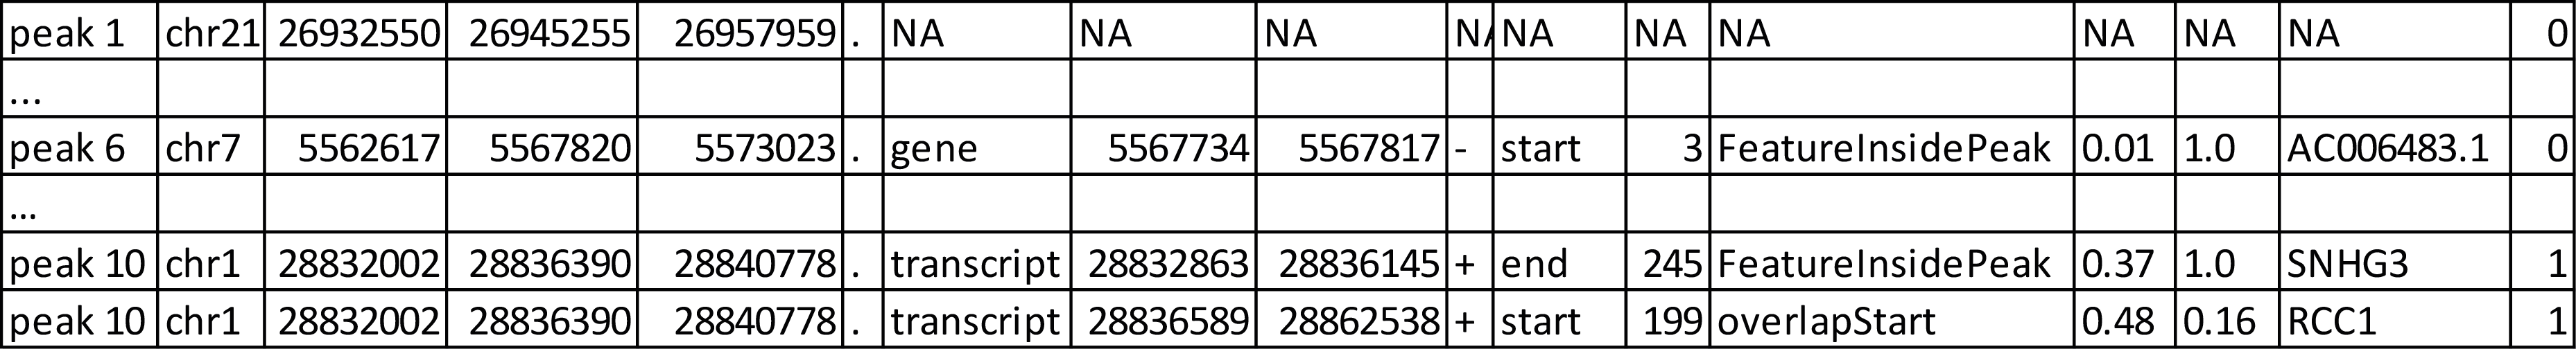 peak 1 chr21 26932550 26945255 26957959 . NA NA NA NA NA NA NA NA NA NA 0
...
peak 6 chr7 5562617 5567820 5573023 . gene 5567734 5567817 - start 3 FeatureInsidePeak 0.01 1.0 AC006483.1 0
...
peak 10 chr1 28832002 28836390 28840778 . transcript 28832863 28836145 + end 245 FeatureInsidePeak 0.37 1.0 SNHG3 1
peak 10 chr1 28832002 28836390 28840778 . transcript 28836589 28862538 + start 199 overlapStart 0.48 0.16 RCC1 1